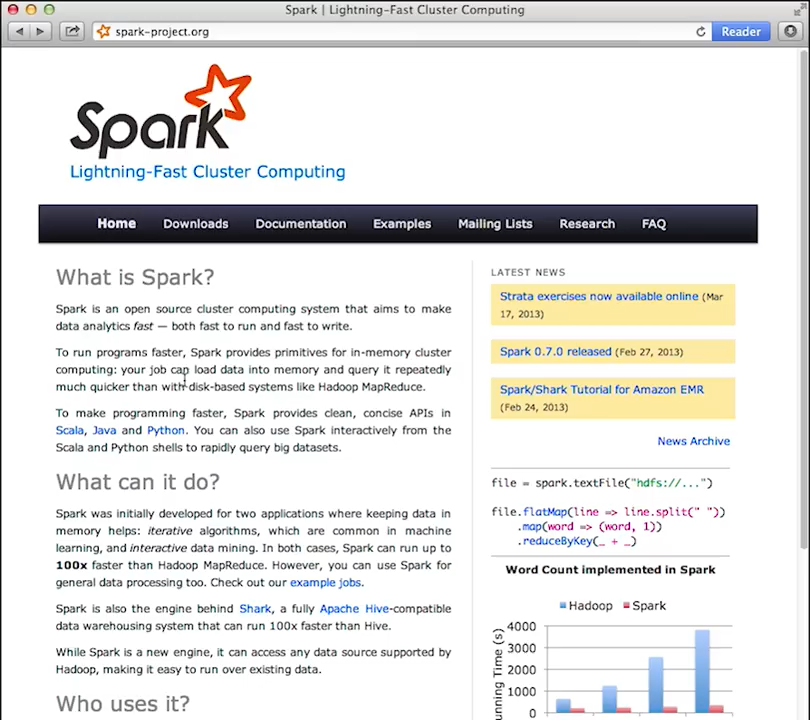 Spark | Lightning-Fast Cluster Computing
spark-project.org
Reader
Spark
Lightning-Fast Cluster Computing
Home Downloads Documentation Examples Mailing Lists Research FAQ
What is Spark?
Spark is an open source cluster computing system that aims to make
data analytics fast — both fast to run and fast to write.
To run programs faster, Spark provides primitives for in-memory cluster
computing: your job can load data into memory and query it repeatedly
much quicker than with disk-based systems like Hadoop MapReduce.
To make programming faster, Spark provides clean, concise APIs in
Scala, Java and Python. You can also use Spark interactively from the
Scala and Python shells to rapidly query big datasets.
What can it do?
Spark was initially developed for two applications where keeping data in
memory helps: iterative algorithms, which are common in machine
learning, and interactive data mining. In both cases, Spark can run up to
100x faster than Hadoop MapReduce. However, you can use Spark for
general data processing too. Check out our example jobs.
Spark is also the engine behind Shark, a fully Apache Hive-compatible
data warehousing system that can run 100x faster than Hive.
While Spark is a new engine, it can access any data source supported by
Hadoop, making it easy to run over existing data.
Who uses it?
LATEST NEWS
Strata exercises now available online (Mar
17, 2013)
Spark 0.7.0 released (Feb 27, 2013)
Spark/Shark Tutorial for Amazon EMR
(Feb 24, 2013)
News Archive
file = spark.textFile("hdfs://...")
file.flatMap(line => line.split(" "))
.map(word => (word, 1))
.reduceByKey(_ + _)
Word Count implemented in Spark
Hadoop Spark
4000
3000
2000
1000
0
unning Time (s)